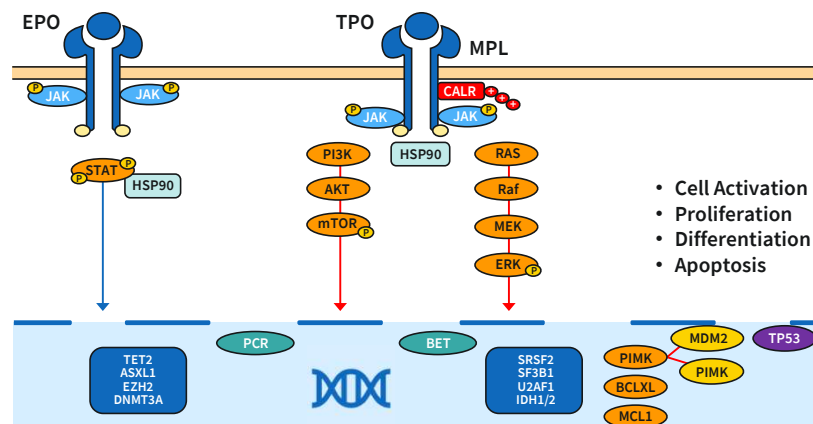 EPO
TPO
MPL
P
JAK
JAK
P
CALR
+
+
+
P
JAK
JAK
P
STAT
P
P
HSP90
PI3K
AKT
mTOR
P
HSP90
RAS
Raf
MEK
ERK
P
• Cell Activation
• Proliferation
• Differentiation
• Apoptosis
TET2
ASXL1
EZH2
DNMT3A
PCR
BET
SRSF2
SF3B1
U2AF1
IDH1/2
PIMK
BCLXL
MCL1
MDM2
PIMK
TP53